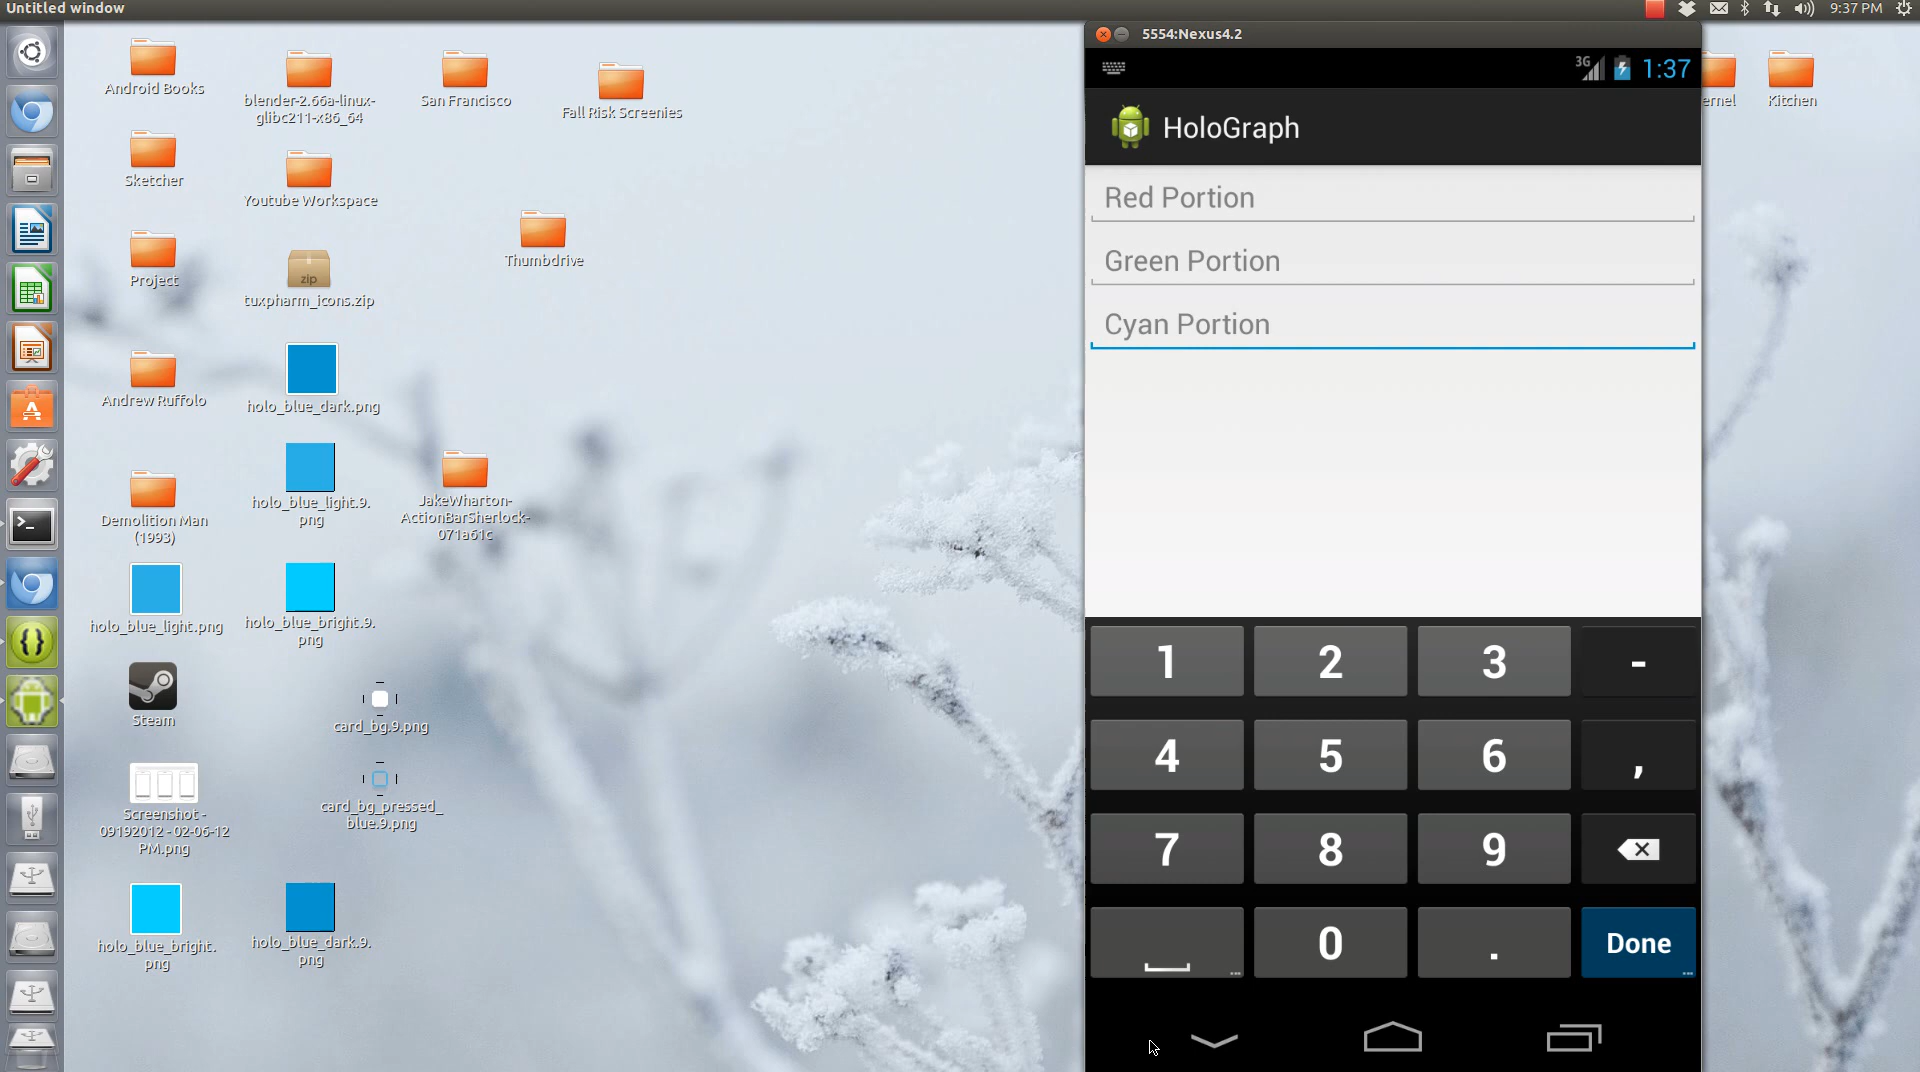 Untitled window
9:37 PM
Android Books
blender-2.66a-linux-
glibc211-x86_64
San Francisco
Fall Risk Screenies
ernel
Kitchen
Sketcher
Youtube Workspace
Thumbdrive
Project
zip
tuxpharm_icons.zip
Andrew Ruffolo
holo_blue_dark.png
Demolition Man
(1993)
holo_blue_light.9.
png
JakeWharton-
ActionBarSherlock-
071a61c
holo_blue_light.png
holo_blue_bright.9.
png
Steam
card_bg.9.png
Screenshot -
09192012 - 02-06-12
PM.png
card_bg_pressed_
blue.9.png
holo_blue_bright.
png
holo_blue_dark.9.
png
5554:Nexus4.2
3G
1:37
HoloGraph
Red Portion
Green Portion
Cyan Portion
1 2 3 -
4 5 6 ,
7 8 9
0 . Done